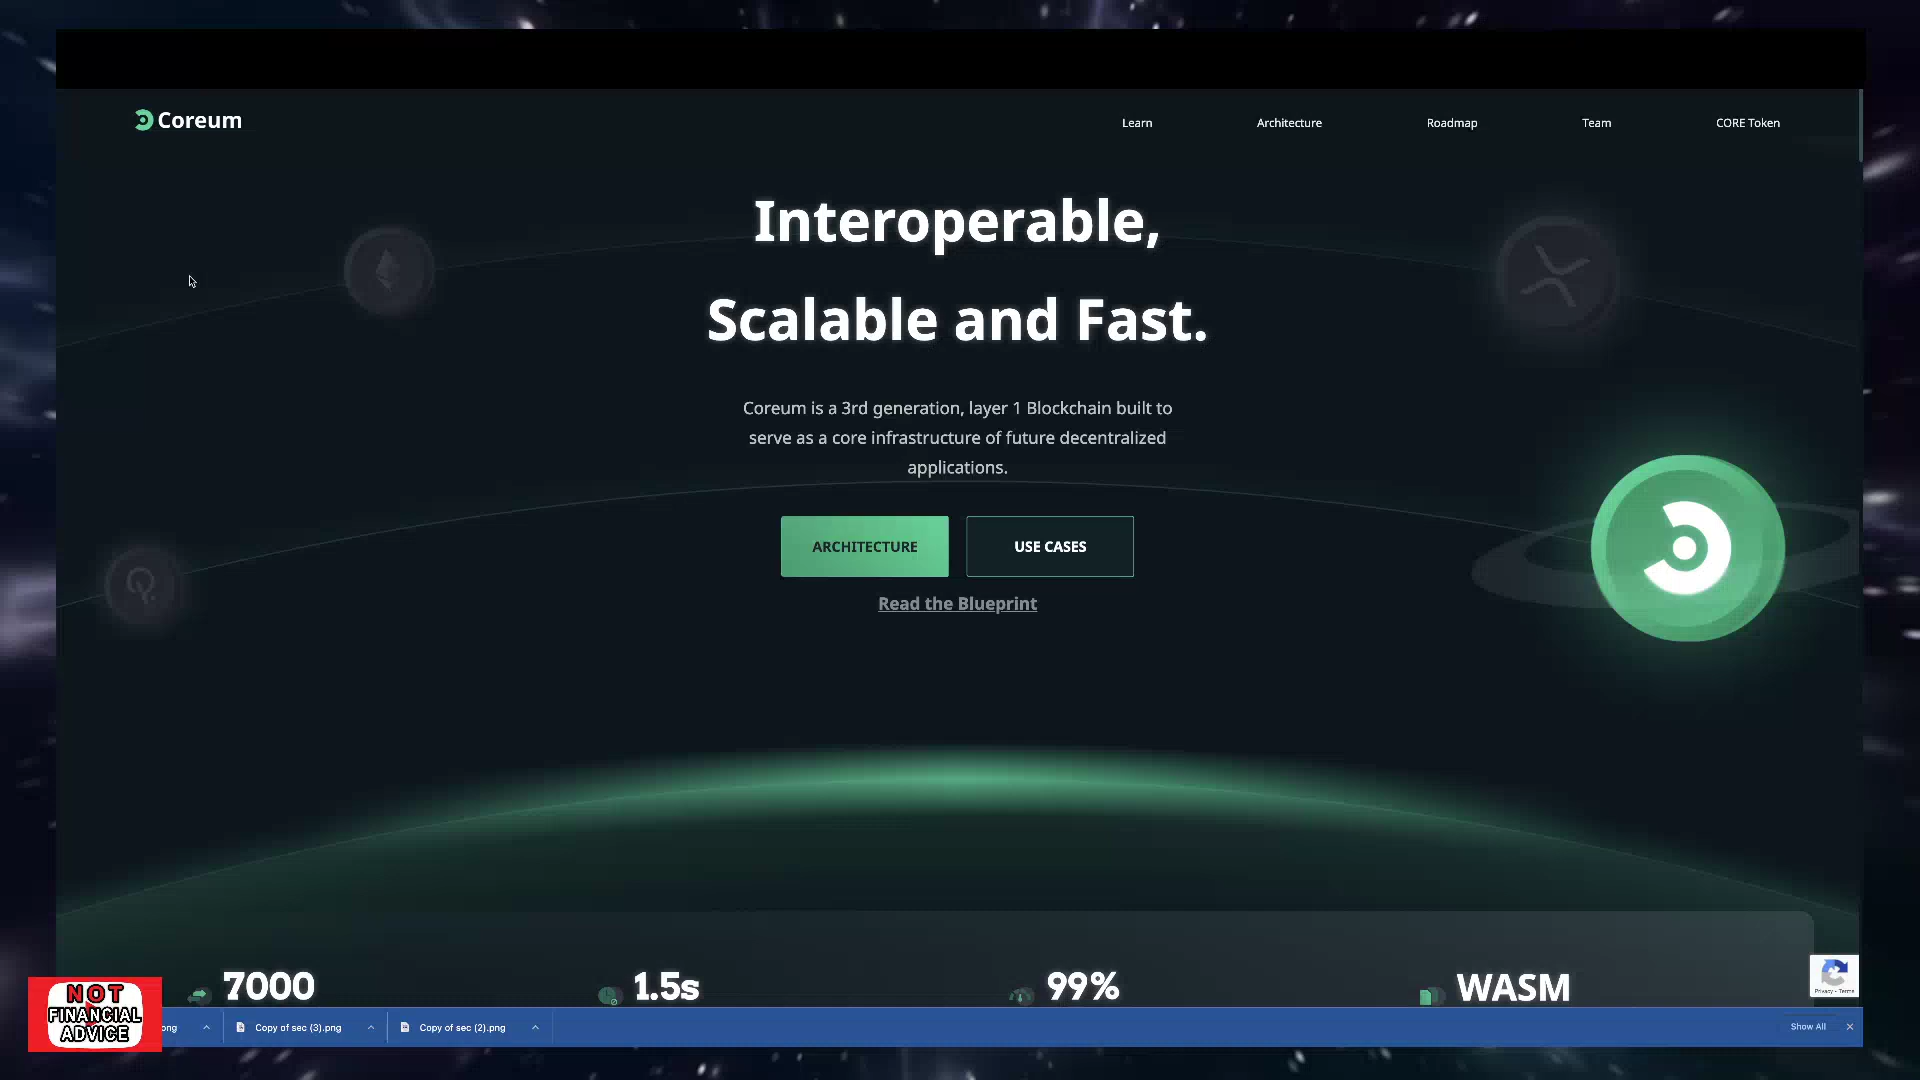 Coreum
Learn
Architecture
Roadmap
Team
CORE Token
Interoperable,
Scalable and Fast.
Coreum is a 3rd generation, layer 1 Blockchain built to
serve as a core infrastructure of future decentralized
applications.
ARCHITECTURE
USE CASES
Read the Blueprint
7000
1.5s
99%
WASM
Privacy - Terms
NOT
FINANCIAL
ADVICE
Copy of sec (3).png
Copy of sec (2).png
Show All